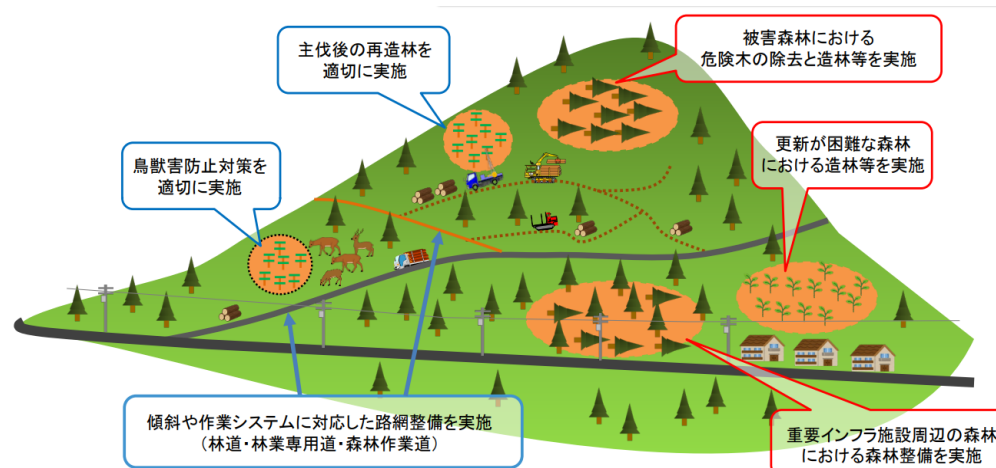 主伐後の再造林を
適切に実施
被害森林における
危険木の除去と造林等を実施
鳥獣害防止対策を
適切に実施
更新が困難な森林
における造林等を実施
傾斜や作業システムに対応した路網整備を実施
(林道・林業専用道・森林作業道)
重要インフラ施設周辺の森林
における森林整備を実施